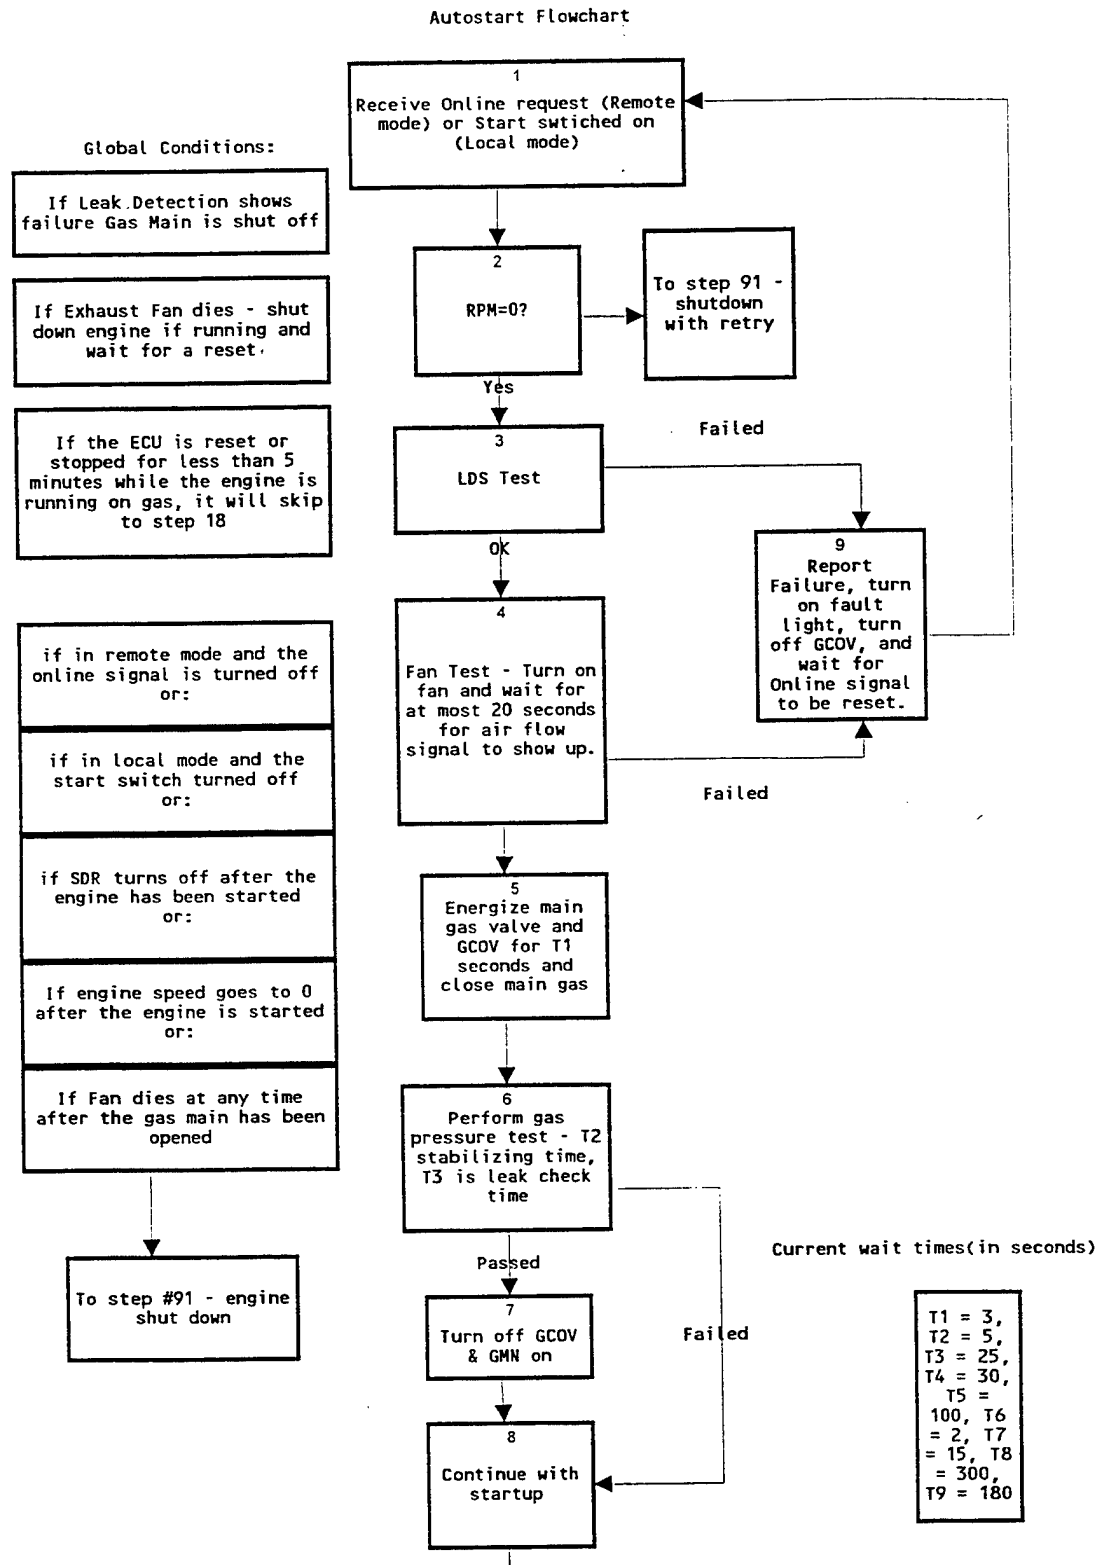 Autostart Flowchart
1
Receive Online request (Remote
mode) or Start swtiched on
(Local mode)
Global Conditions:
If Leak Detection shows
failure Gas Main is shut off
If Exhaust Fan dies - shut
down engine if running and
wait for a reset.
If the ECU is reset or
stopped for less than 5
minutes while the engine is
running on gas, it will skip
to step 18
2
RPM=0?
To step 91 -
shutdown
with retry
Yes
3
LDS Test
Failed
OK
4
Fan Test - Turn on
fan and wait for
at most 20 seconds
for air flow
signal to show up.
9
Report
Failure, turn
on fault
light, turn
off GCOV, and
wait for
Online signal
to be reset.
Failed
if in remote mode and the
online signal is turned off
or:
if in local mode and the
start switch turned off
or:
if SDR turns off after the
engine has been started
or:
If engine speed goes to 0
after the engine is started
or:
If Fan dies at any time
after the gas main has been
opened
To step #91 - engine
shut down
5
Energize main
gas valve and
GCOV for T1
seconds and
close main gas
6
Perform gas
pressure test - T2
stabilizing time,
T3 is leak check
time
Passed
Failed
7
Turn off GCOV
& GMN on
8
Continue with
startup
Current wait times(in seconds)
T1 = 3,
T2 = 5,
T3 = 25,
T4 = 30,
T5 =
100, T6
= 2, T7
= 15, T8
= 300,
T9 = 180